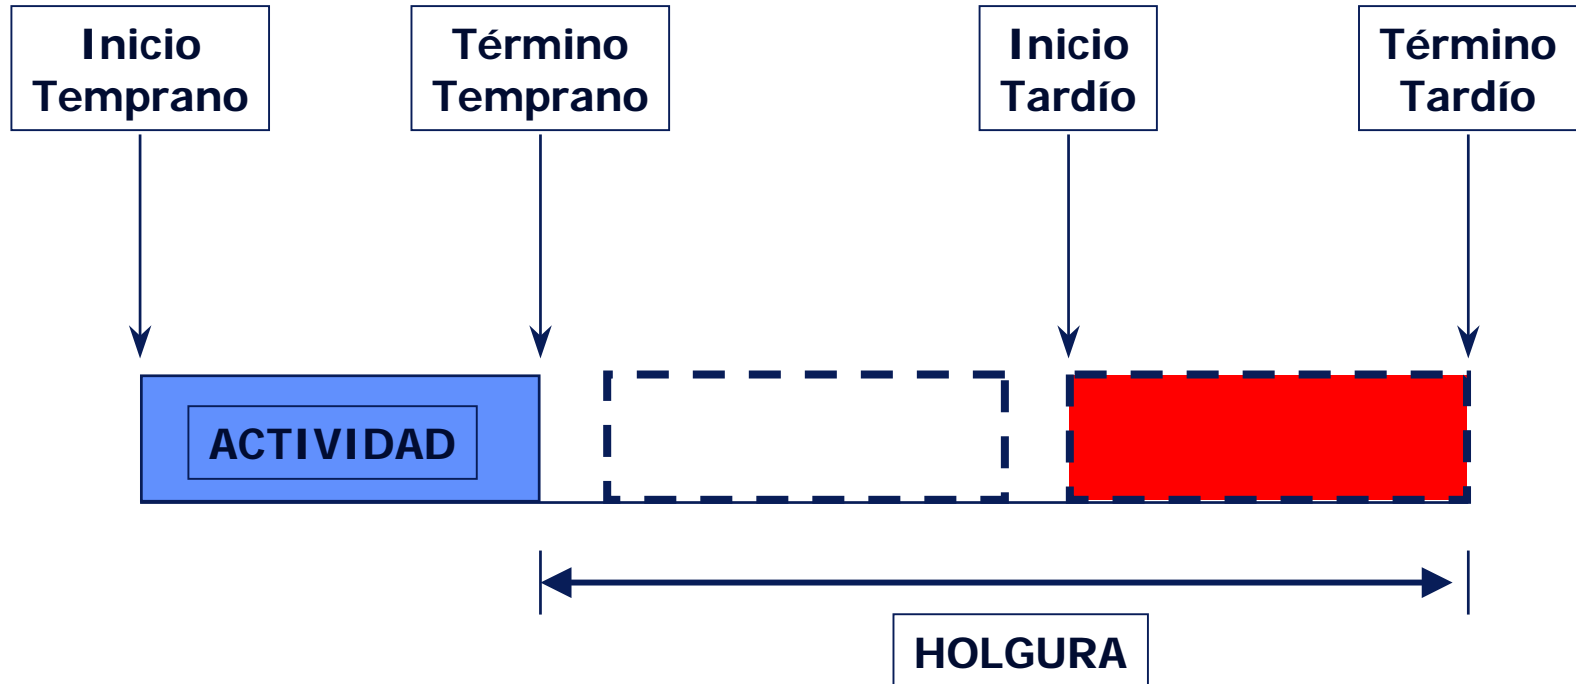 Inicio
Temprano
Término
Temprano
Inicio
Tardío
Término
Tardío
ACTIVIDAD
HOLGURA